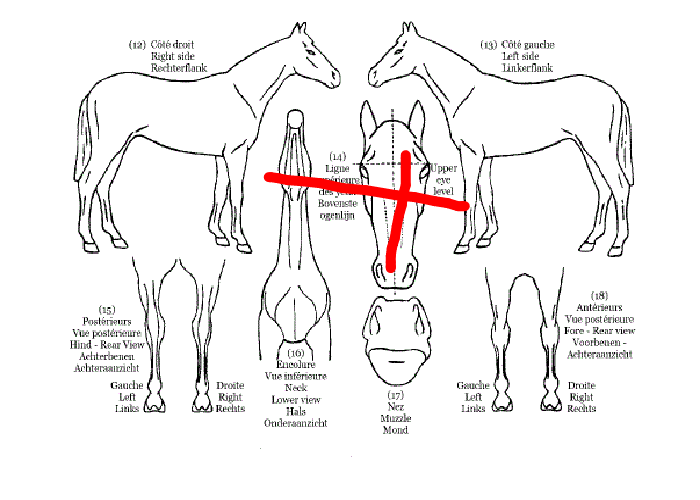 (12) Côté droit
Right side
Rechterflank
(13) Côté gauche
Left side
Linkerflank
(14)
Ligne
des
Bovenste
ogenlijn
Upper
eye
level
(15)
Postérieurs
Vue postérieure
Hind - Rear View
Achterbenen
Achteraanzicht
Gauche
Left
Links
Droite
Right
Rechts
(16)
Encolure
Vue inférieure
Neck
Lower view
Hals
Onderaanzicht
(17)
Nez
Muzzle
Mond
(18)
Antérieurs
Vue postérieure
Fore - Rear view
Voorbenen -
Achteraanzicht
Gauche
Left
Links
Droite
Right
Rechts